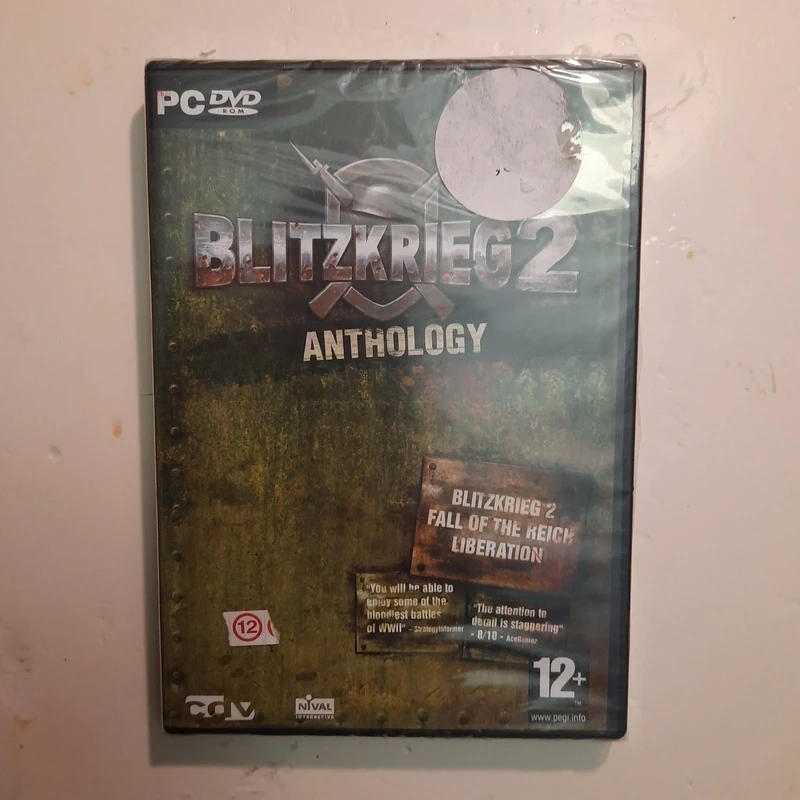 PC DVD
ROM
BLITZKRIEG 2
ANTHOLOGY
BLITZKRIEG 2
FALL OF THE REICH
LIBERATION
"You will be able to
enjoy some of the
bloodiest battles
of WWII" - StrategyInformer
"The attention to
detail is staggering"
- 8/10 - AceGamez
12
12+
TM
www.pegi.info
cdv
NIVAL
INTERACTIVE